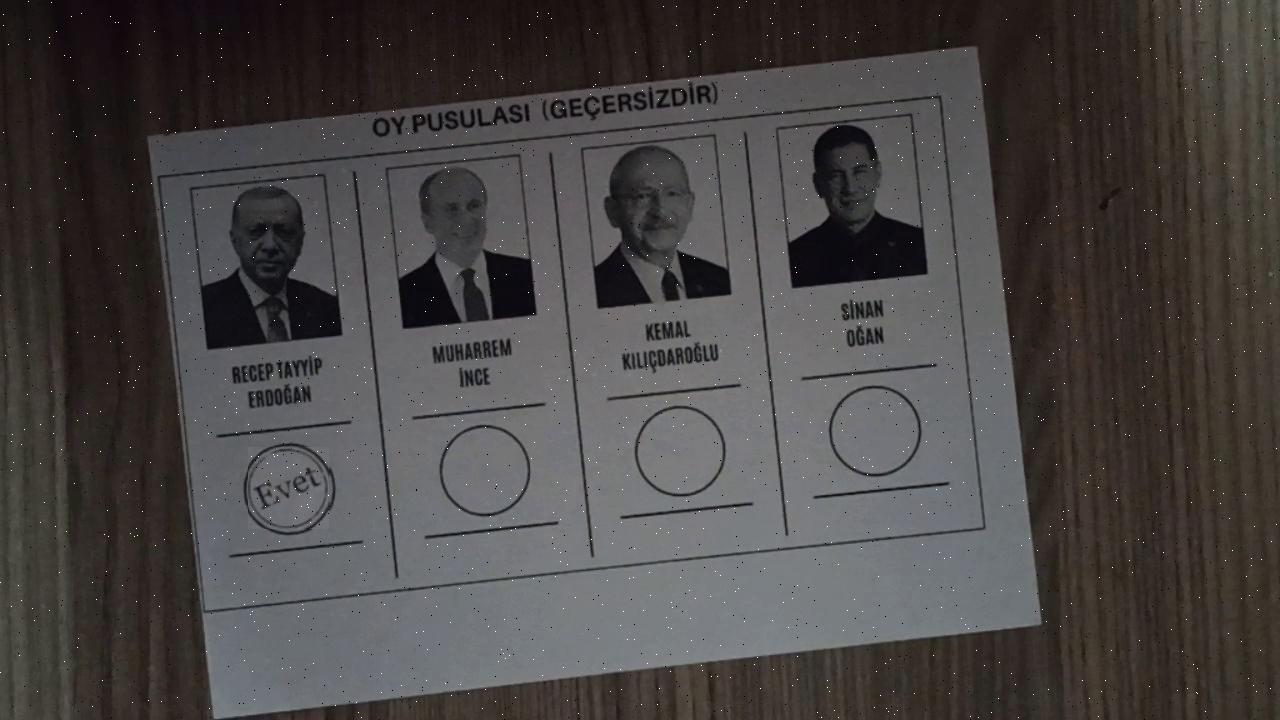 OY PUSULASI (GEÇERSİZDİR)
RECEP TAYYİP
ERDOĞAN
MUHARREM
İNCE
KEMAL
KILIÇDAROĞLU
SİNAN
OĞAN
Evet